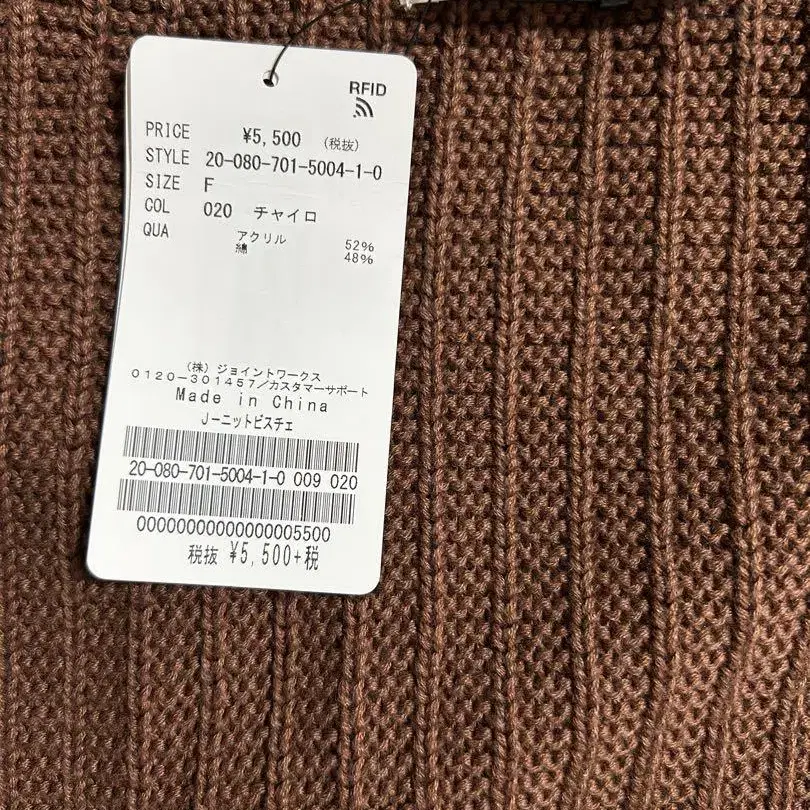 RFID
PRICE ¥5,500 (税抜)
STYLE 20-080-701-5004-1-0
SIZE F
COL 020 チャイロ
QUA アクリル 52%
綿 48%
(株) ジョイントワークス
0120-301457/カスタマーサポート
Made in China
J-ニットビスチェ
20-080-701-5004-1-0 009 020
00000000000000005500
税抜 ¥5,500+税